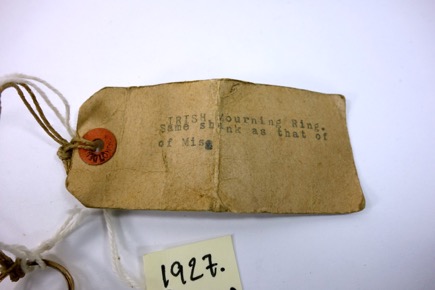 IRISH, Mourning Ring.
Same shank as that of
of Miss
1927.